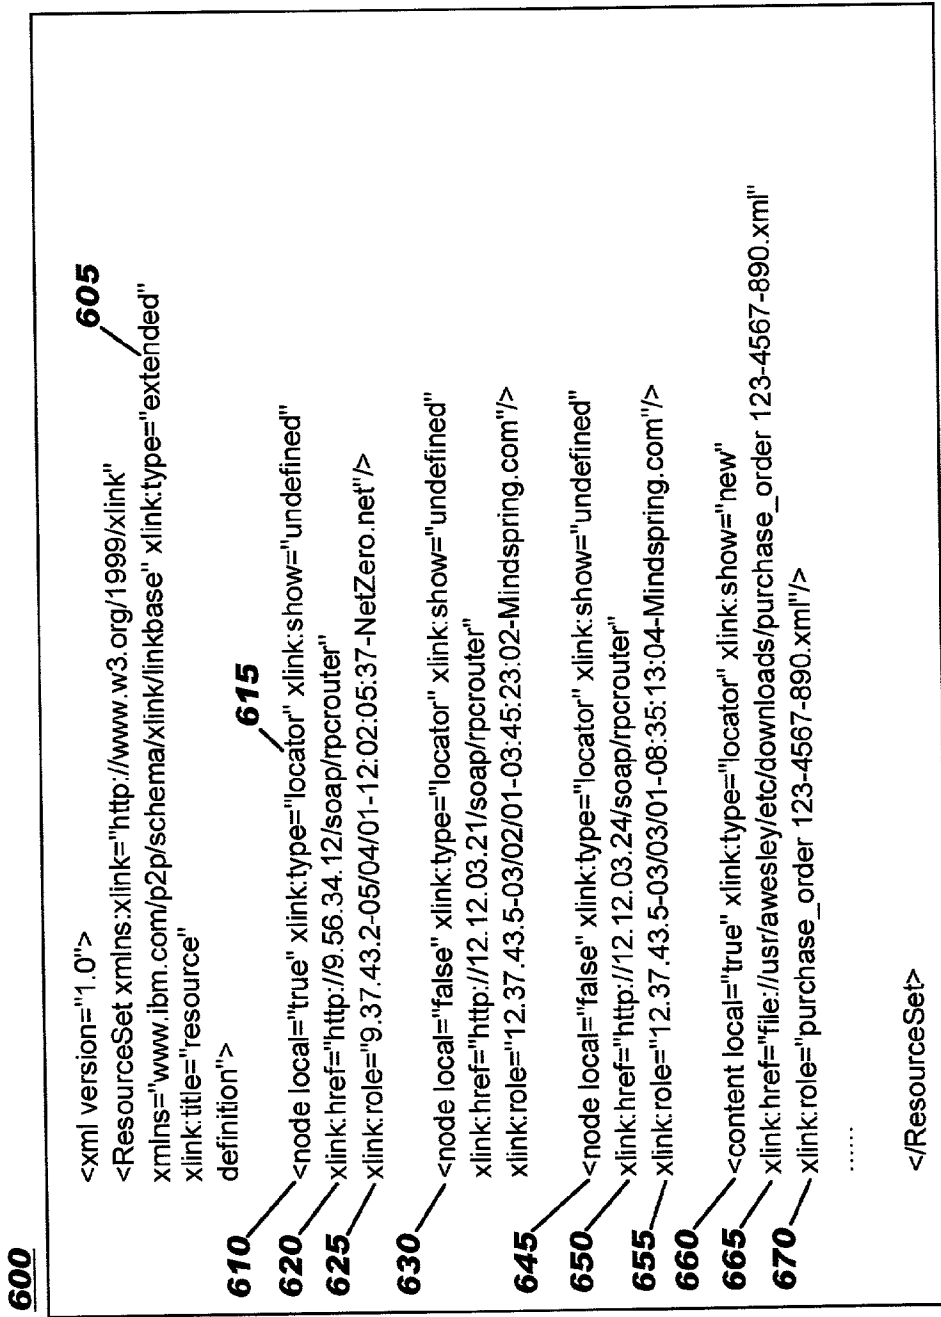 600
<xml version="1.0">
<ResourceSet xmlns:xlink="http://www.w3.org/1999/xlink"
xmlns="www.ibm.com/p2p/schema/xlink/linkbase" xlink:type="extended"
605
xlink:title="resource"
definition">
610 <node local="true" xlink:type="locator" xlink:show="undefined"
615
620 xlink:href="http://9.56.34.12/soap/rpcrouter"
625 xlink:role="9.37.43.2-05/04/01-12:02:05:37-NetZero.net"/>
630 <node local="false" xlink:type="locator" xlink:show="undefined"
xlink:href="http://12.12.03.21/soap/rpcrouter"
xlink:role="12.37.43.5-03/02/01-03:45:23:02-Mindspring.com"/>
645 <node local="false" xlink:type="locator" xlink:show="undefined"
650 xlink:href="http://12.12.03.24/soap/rpcrouter"
655 xlink:role="12.37.43.5-03/03/01-08:35:13:04-Mindspring.com"/>
660 <content local="true" xlink:type="locator" xlink:show="new"
665 xlink:href="file://usr/awesley/etc/downloads/purchase_order 123-4567-890.xml"
670 xlink:role="purchase_order 123-4567-890.xml"/>
......
</ResourceSet>